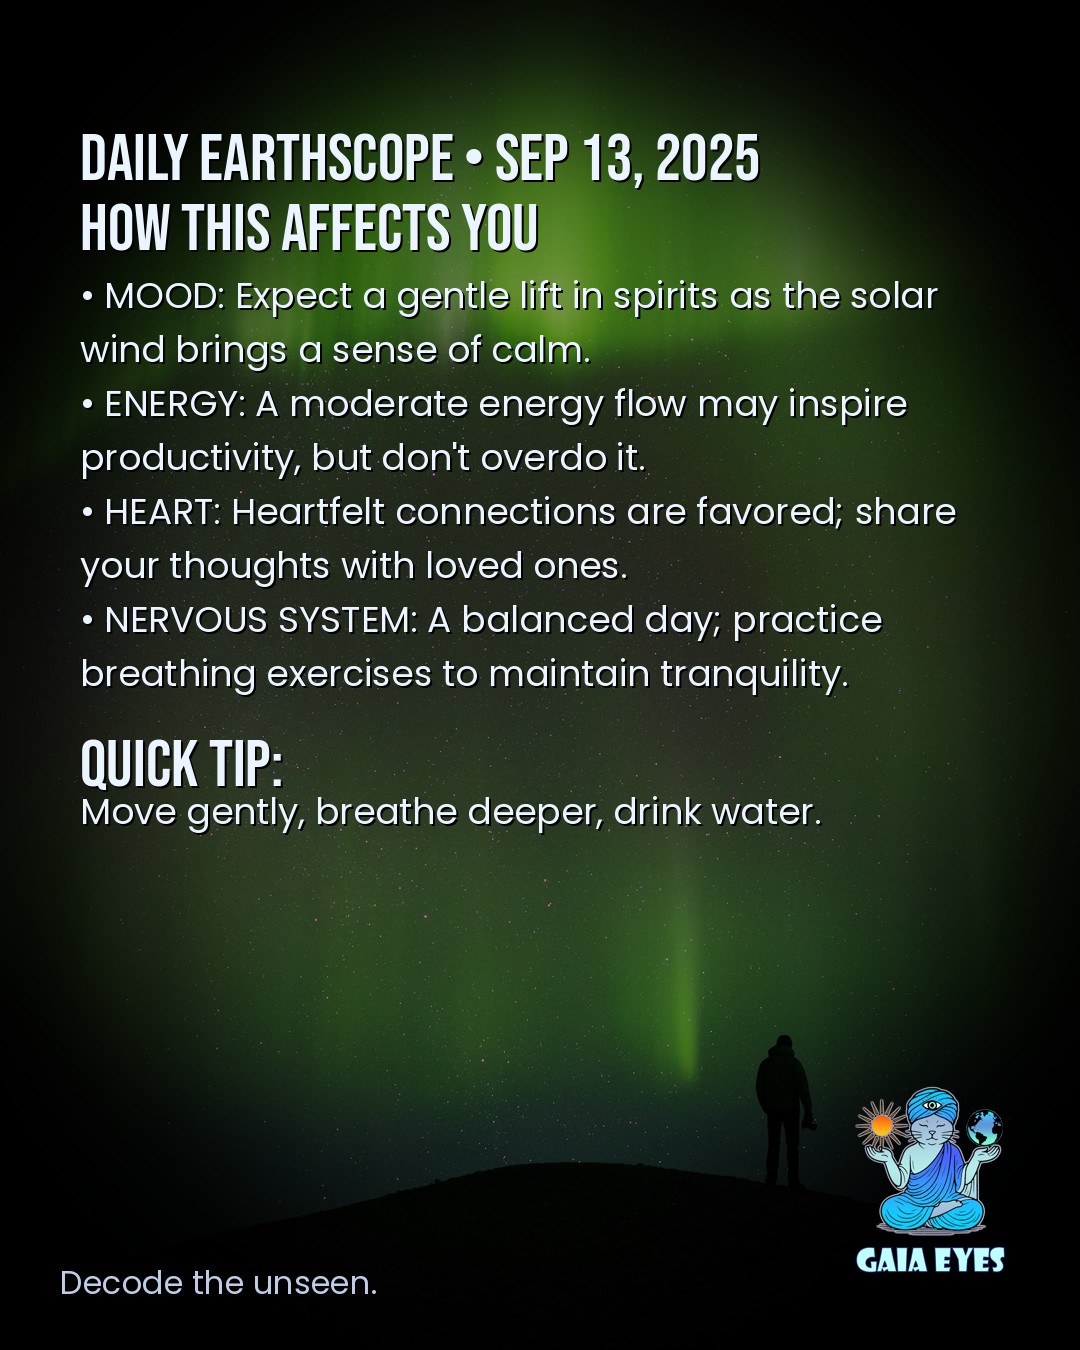 DAILY EARTHSCOPE • SEP 13, 2025
HOW THIS AFFECTS YOU
• MOOD: Expect a gentle lift in spirits as the solar
wind brings a sense of calm.
• ENERGY: A moderate energy flow may inspire
productivity, but don't overdo it.
• HEART: Heartfelt connections are favored; share
your thoughts with loved ones.
• NERVOUS SYSTEM: A balanced day; practice
breathing exercises to maintain tranquility.
QUICK TIP:
Move gently, breathe deeper, drink water.
GAIA EYES
Decode the unseen.